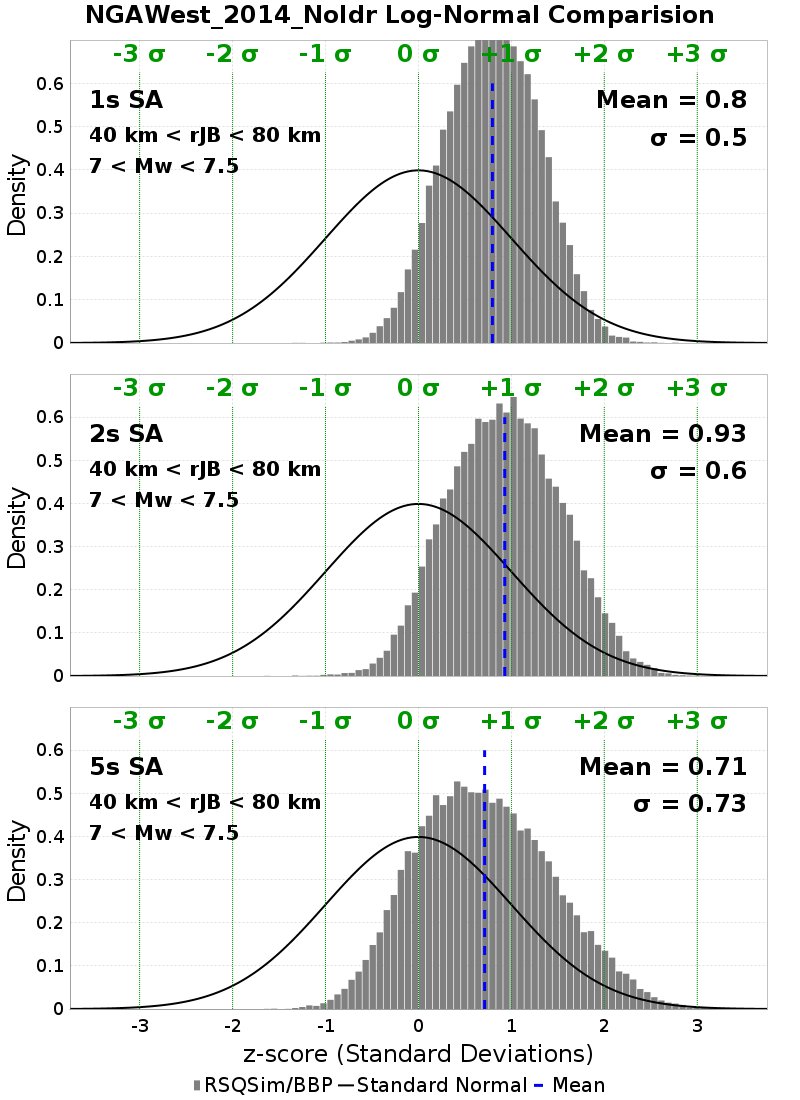 NGAWest_2014_NoIdr Log-Normal Comparision
-3 σ -2 σ -1 σ 0 σ +1 σ +2 σ +3 σ
1s SA
Mean = 0.8
40 km < rJB < 80 km
σ = 0.5
7 < Mw < 7.5
Density
0.6
0.5
0.4
0.3
0.2
0.1
0
-3 σ -2 σ -1 σ 0 σ +1 σ +2 σ +3 σ
2s SA
Mean = 0.93
40 km < rJB < 80 km
σ = 0.6
7 < Mw < 7.5
Density
0.6
0.5
0.4
0.3
0.2
0.1
0
-3 σ -2 σ -1 σ 0 σ +1 σ +2 σ +3 σ
5s SA
Mean = 0.71
40 km < rJB < 80 km
σ = 0.73
7 < Mw < 7.5
Density
0.6
0.5
0.4
0.3
0.2
0.1
0
-3 -2 -1 0 1 2 3
z-score (Standard Deviations)
RSQSim/BBP Standard Normal Mean